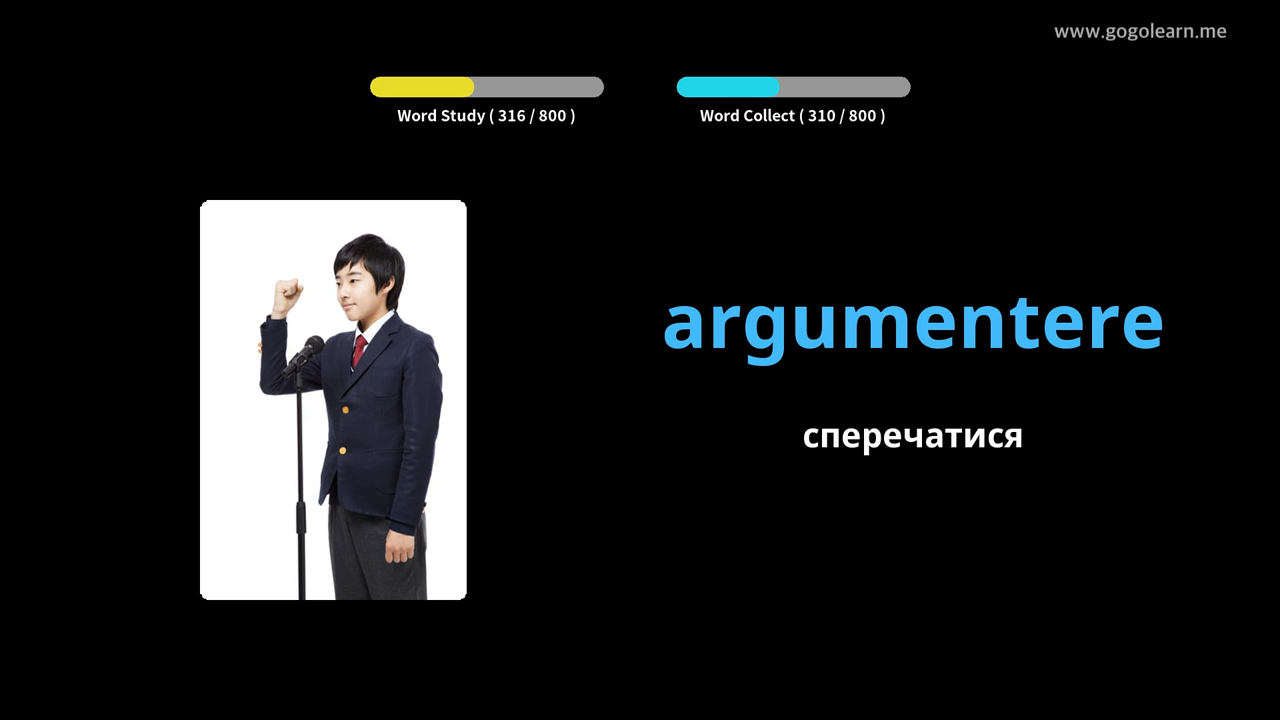 www.gogolearn.me
Word Study ( 316 / 800 )
Word Collect ( 310 / 800 )
argumentere
сперечатися